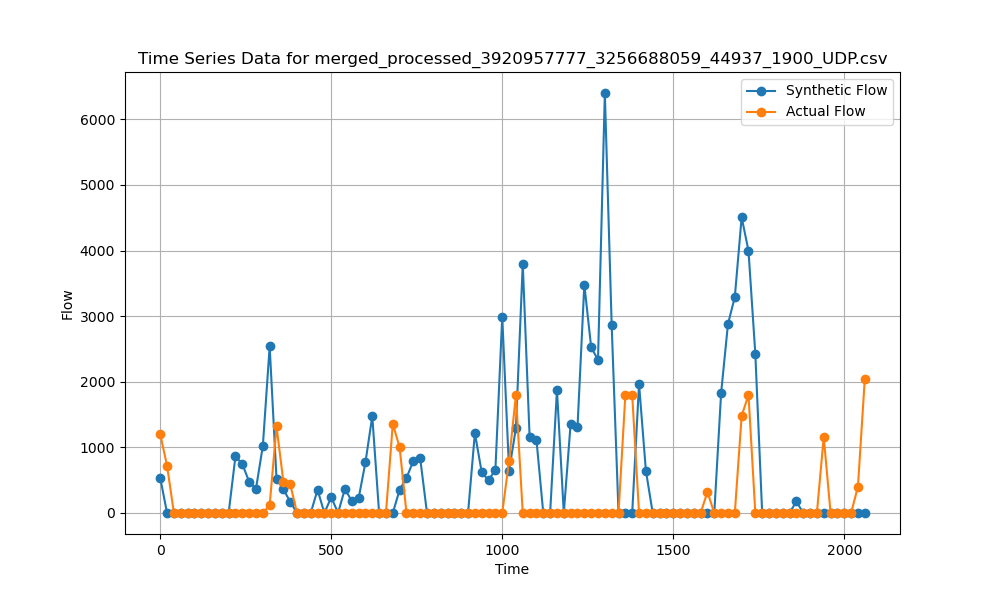 Time Series Data for merged_processed_3920957777_3256688059_44937_1900_UDP.csv
Synthetic Flow
Actual Flow
6000
5000
4000
3000
2000
1000
0
Flow
0 500 1000 1500 2000
Time